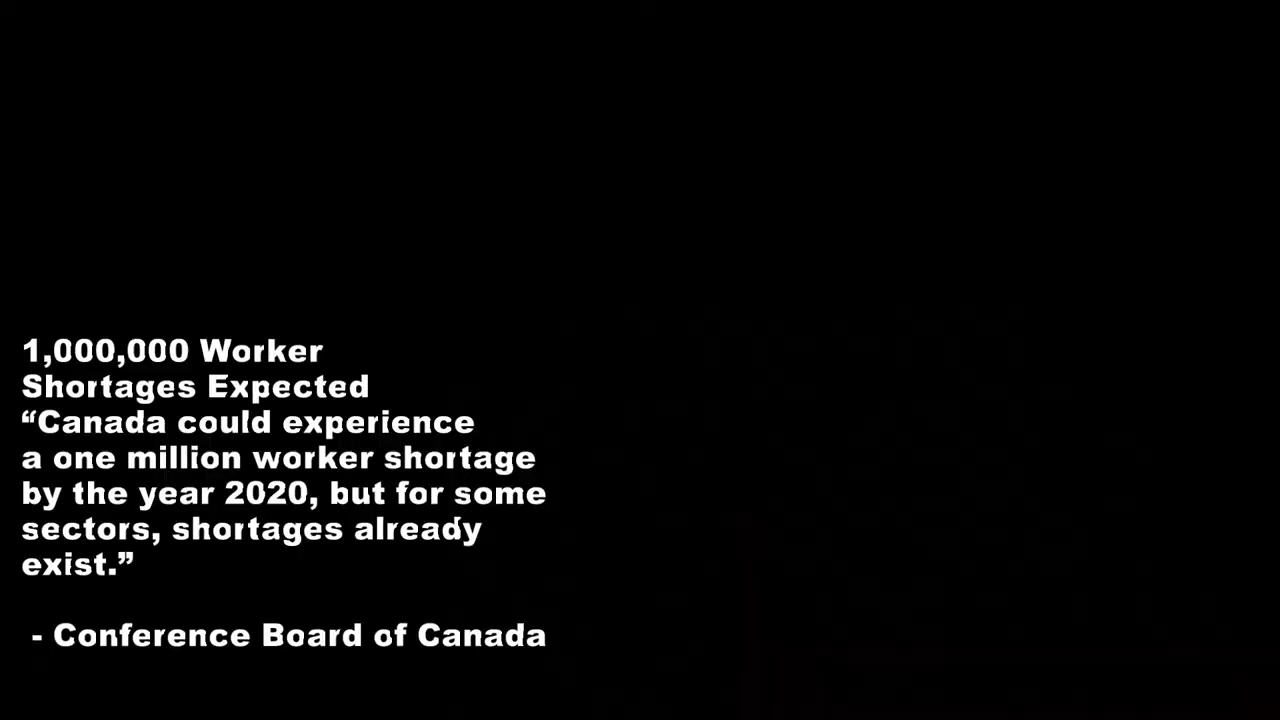 1,000,000 Worker
Shortages Expected
“Canada could experience
a one million worker shortage
by the year 2020, but for some
sectors, shortages already
exist.”
- Conference Board of Canada